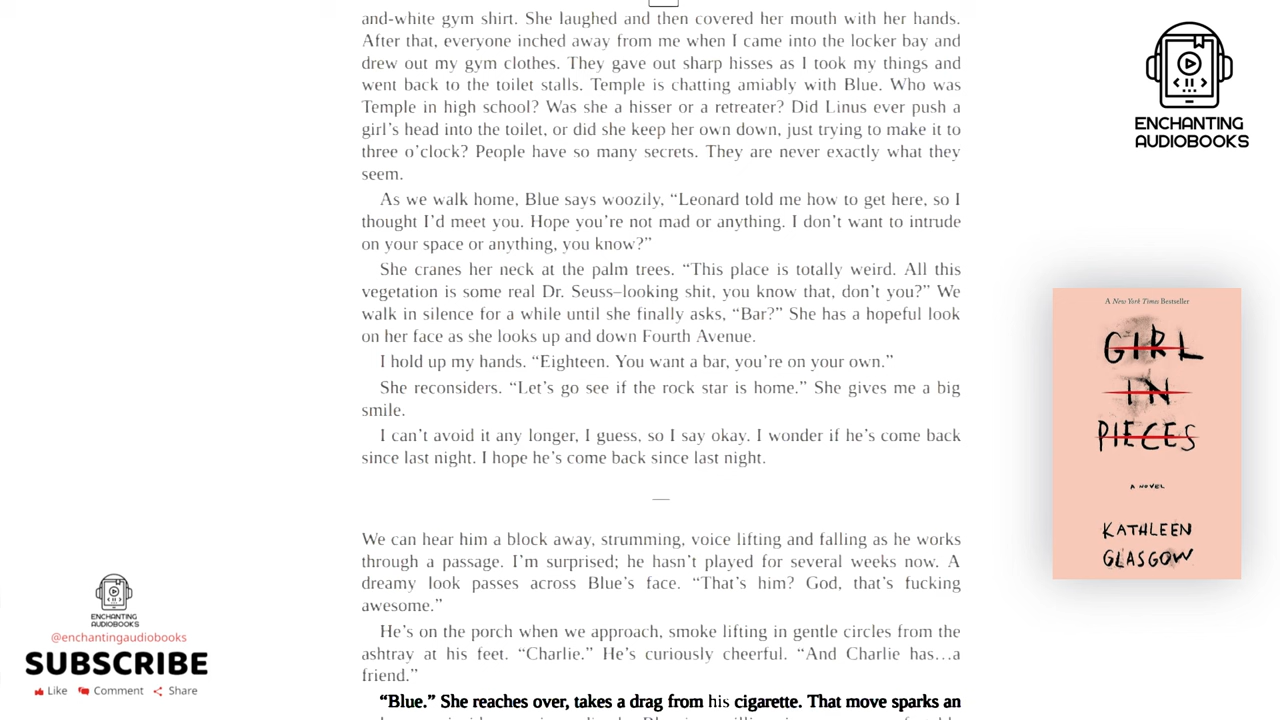 and-white gym shirt. She laughed and then covered her mouth with her hands.
After that, everyone inched away from me when I came into the locker bay and
drew out my gym clothes. They gave out sharp hisses as I took my things and
went back to the toilet stalls. Temple is chatting amiably with Blue. Who was
Temple in high school? Was she a hisser or a retreater? Did Linus ever push a
girl’s head into the toilet, or did she keep her own down, just trying to make it to
three o’clock? People have so many secrets. They are never exactly what they
seem.
As we walk home, Blue says woozily, “Leonard told me how to get here, so I
thought I’d meet you. Hope you’re not mad or anything. I don’t want to intrude
on your space or anything, you know?”
She cranes her neck at the palm trees. “This place is totally weird. All this
vegetation is some real Dr. Seuss–looking shit, you know that, don’t you?” We
walk in silence for a while until she finally asks, “Bar?” She has a hopeful look
on her face as she looks up and down Fourth Avenue.
I hold up my hands. “Eighteen. You want a bar, you’re on your own.”
She reconsiders. “Let’s go see if the rock star is home.” She gives me a big
smile.
I can’t avoid it any longer, I guess, so I say okay. I wonder if he’s come back
since last night. I hope he’s come back since last night.
—
We can hear him a block away, strumming, voice lifting and falling as he works
through a passage. I’m surprised; he hasn’t played for several weeks now. A
dreamy look passes across Blue’s face. “That’s him? God, that’s fucking
awesome.”
He’s on the porch when we approach, smoke lifting in gentle circles from the
ashtray at his feet. “Charlie.” He’s curiously cheerful. “And Charlie has…a
friend.”
“Blue.” She reaches over, takes a drag from his cigarette. That move sparks an
ENCHANTING
AUDIOBOOKS
A New York Times Bestseller
GIRL
IN
PIECES
A NOVEL
KATHLEEN
GLASGOW
ENCHANTING
AUDIOBOOKS
@enchantingaudiobooks
SUBSCRIBE
Like Comment Share